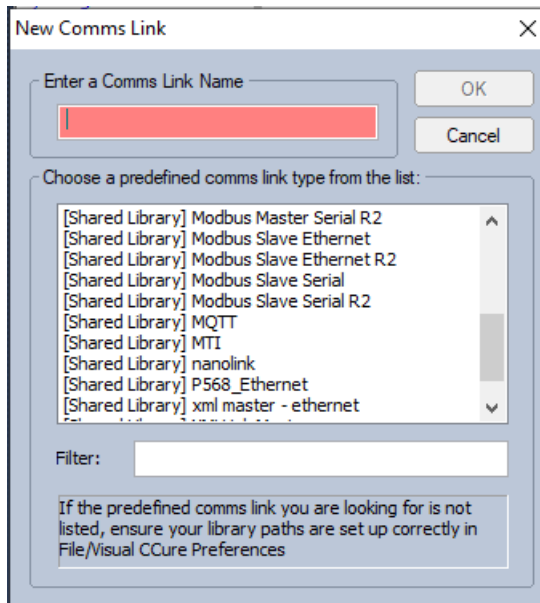 New Comms Link
Enter a Comms Link Name
OK
Cancel
Choose a predefined comms link type from the list:
[Shared Library] Modbus Master Serial R2
[Shared Library] Modbus Slave Ethernet
[Shared Library] Modbus Slave Ethernet R2
[Shared Library] Modbus Slave Serial
[Shared Library] Modbus Slave Serial R2
[Shared Library] MQTT
[Shared Library] MTI
[Shared Library] nanolink
[Shared Library] P568_Ethernet
[Shared Library] xml master - ethernet
Filter:
If the predefined comms link you are looking for is not
listed, ensure your library paths are set up correctly in
File/Visual CCure Preferences